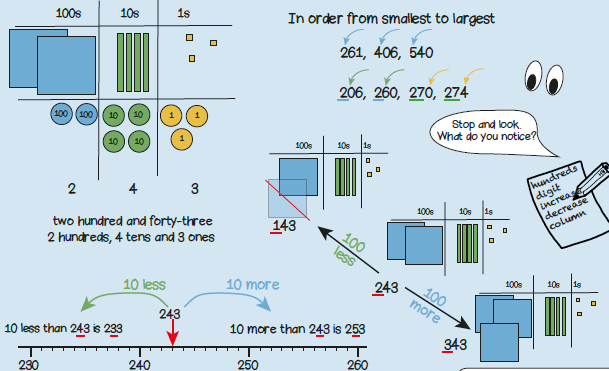 100s 10s 1s
100 100 10 10 1 1
10 10 1
2 4 3
two hundred and forty-three
2 hundreds, 4 tens and 3 ones
In order from smallest to largest
261, 406, 540
206, 260, 270, 274
Stop and look.
What do you notice?
hundreds
digit
increase
decrease
column
100s 10s 1s
143
100 less
100s 10s 1s
243
100 more
100s 10s 1s
343
10 less 10 more
243
10 less than 243 is 233
10 more than 243 is 253
230 240 250 260